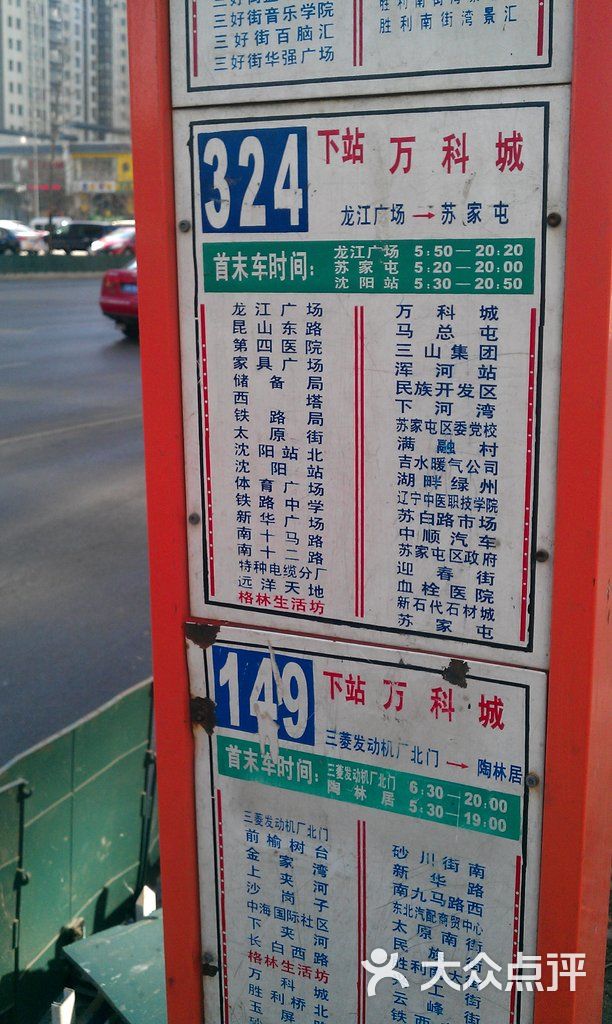 三好街音乐学院
三好街百脑汇
三好街华强广场
胜利南街湾景汇
324
下站 万科城
龙江广场→苏家屯
首末车时间:
龙江广场 5:50—20:20
苏家屯 5:20—20:00
沈阳站 5:30—20:50
龙江广场
昆山东路
第四医院
家具广场
储备局
西塔
铁路局
太原街
沈阳站北
沈阳站
体育广场
铁路中学
新华广场
南十马路
南十二路
特种电缆分厂
远洋天地
格林生活坊
万科城
马总屯
三山集团
浑河站
民族开发区
下河湾
苏家屯区委党校
满融村
吉水暖气公司
湖畔绿州
辽宁中医职技学院
苏白路市场
中顺汽车
苏家屯区政府
迎春街
血栓医院
新石代石材城
苏家屯
149
下站 万科城
三菱发动机厂北门→陶林居
首末车时间:
三菱发动机厂北门 6:30—20:00
陶林居 5:30—19:00
三菱发动机厂北门
前榆树台
金家湾
上夹河
沙岗子
中海国际社区
下夹河
长白西路
格林生活坊
万科城
胜利桥北
砂川街南
新华路
南九马路西
东北汽配商贸中心
太原南街
云峰街
大众点评